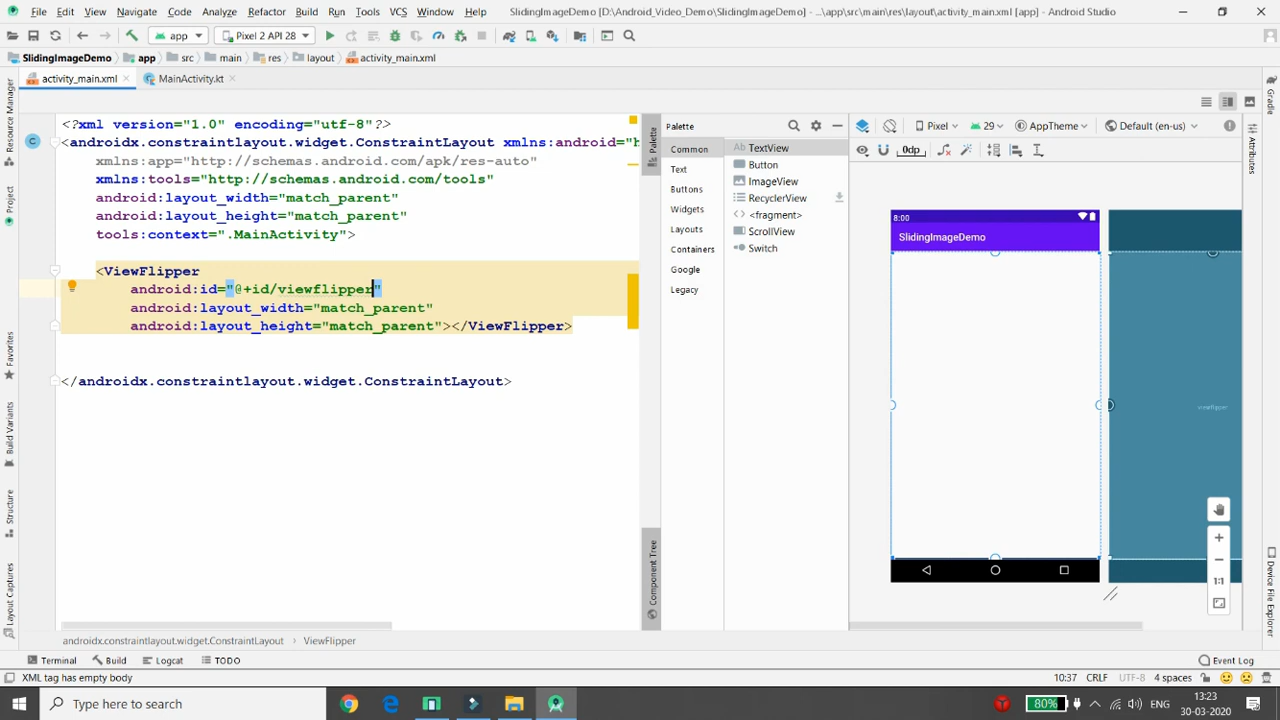 File Edit View Navigate Code Analyze Refactor Build Run Tools VCS Window Help SlidingImageDemo [D:\Android_Video_Demo\SlidingImageDemo] - ...\app\src\main\res\layout\activity_main.xml [app] - Android Studio
app Pixel 2 API 28
SlidingImageDemo app src main res layout activity_main.xml
activity_main.xml MainActivity.kt
Resource Manager
Project
Favorites
Build Variants
Structure
Layout Captures
<?xml version="1.0" encoding="utf-8"?>
<androidx.constraintlayout.widget.ConstraintLayout xmlns:android="h
xmlns:app="http://schemas.android.com/apk/res-auto"
xmlns:tools="http://schemas.android.com/tools"
android:layout_width="match_parent"
android:layout_height="match_parent"
tools:context=".MainActivity">
<ViewFlipper
android:id="@+id/viewflipper"
android:layout_width="match_parent"
android:layout_height="match_parent"></ViewFlipper>
</androidx.constraintlayout.widget.ConstraintLayout>
Palette
Component Tree
Palette
Common
Text
Buttons
Widgets
Layouts
Containers
Google
Legacy
Ab TextView
Button
ImageView
RecyclerView
<fragment>
ScrollView
Switch
Pixel 29 AppTheme Default (en-us)
0dp
8:00
SlidingImageDemo
viewflipper
1:1
Gradle
Attributes
Device File Explorer
androidx.constraintlayout.widget.ConstraintLayout ViewFlipper
Terminal Build Logcat TODO Event Log
XML tag has empty body 10:37 CRLF UTF-8 4 spaces
Type here to search 80% ENG 13:23
30-03-2020